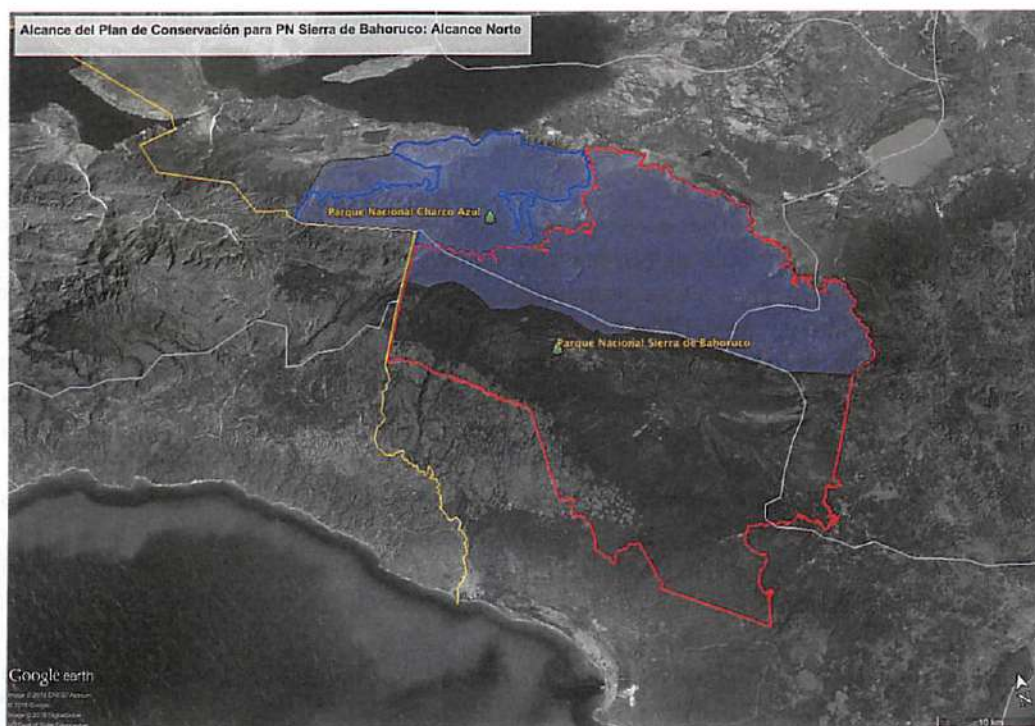 Alcance del Plan de Conservación para PN Sierra de Bahoruco: Alcance Norte
Parque Nacional Charco Azul
Parque Nacional Sierra de Bahoruco
Google earth
10 km